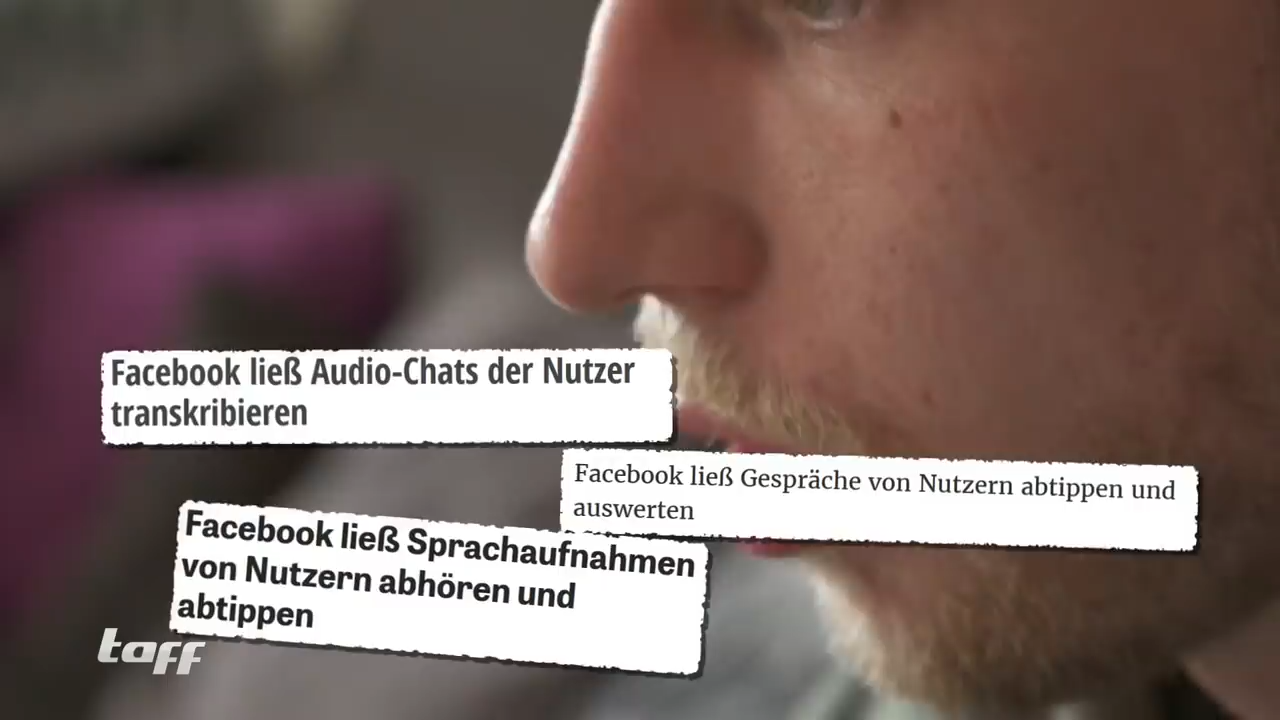 Facebook ließ Audio-Chats der Nutzer
transkribieren
Facebook ließ Gespräche von Nutzern abtippen und
auswerten
Facebook ließ Sprachaufnahmen
von Nutzern abhören und
abtippen
taff